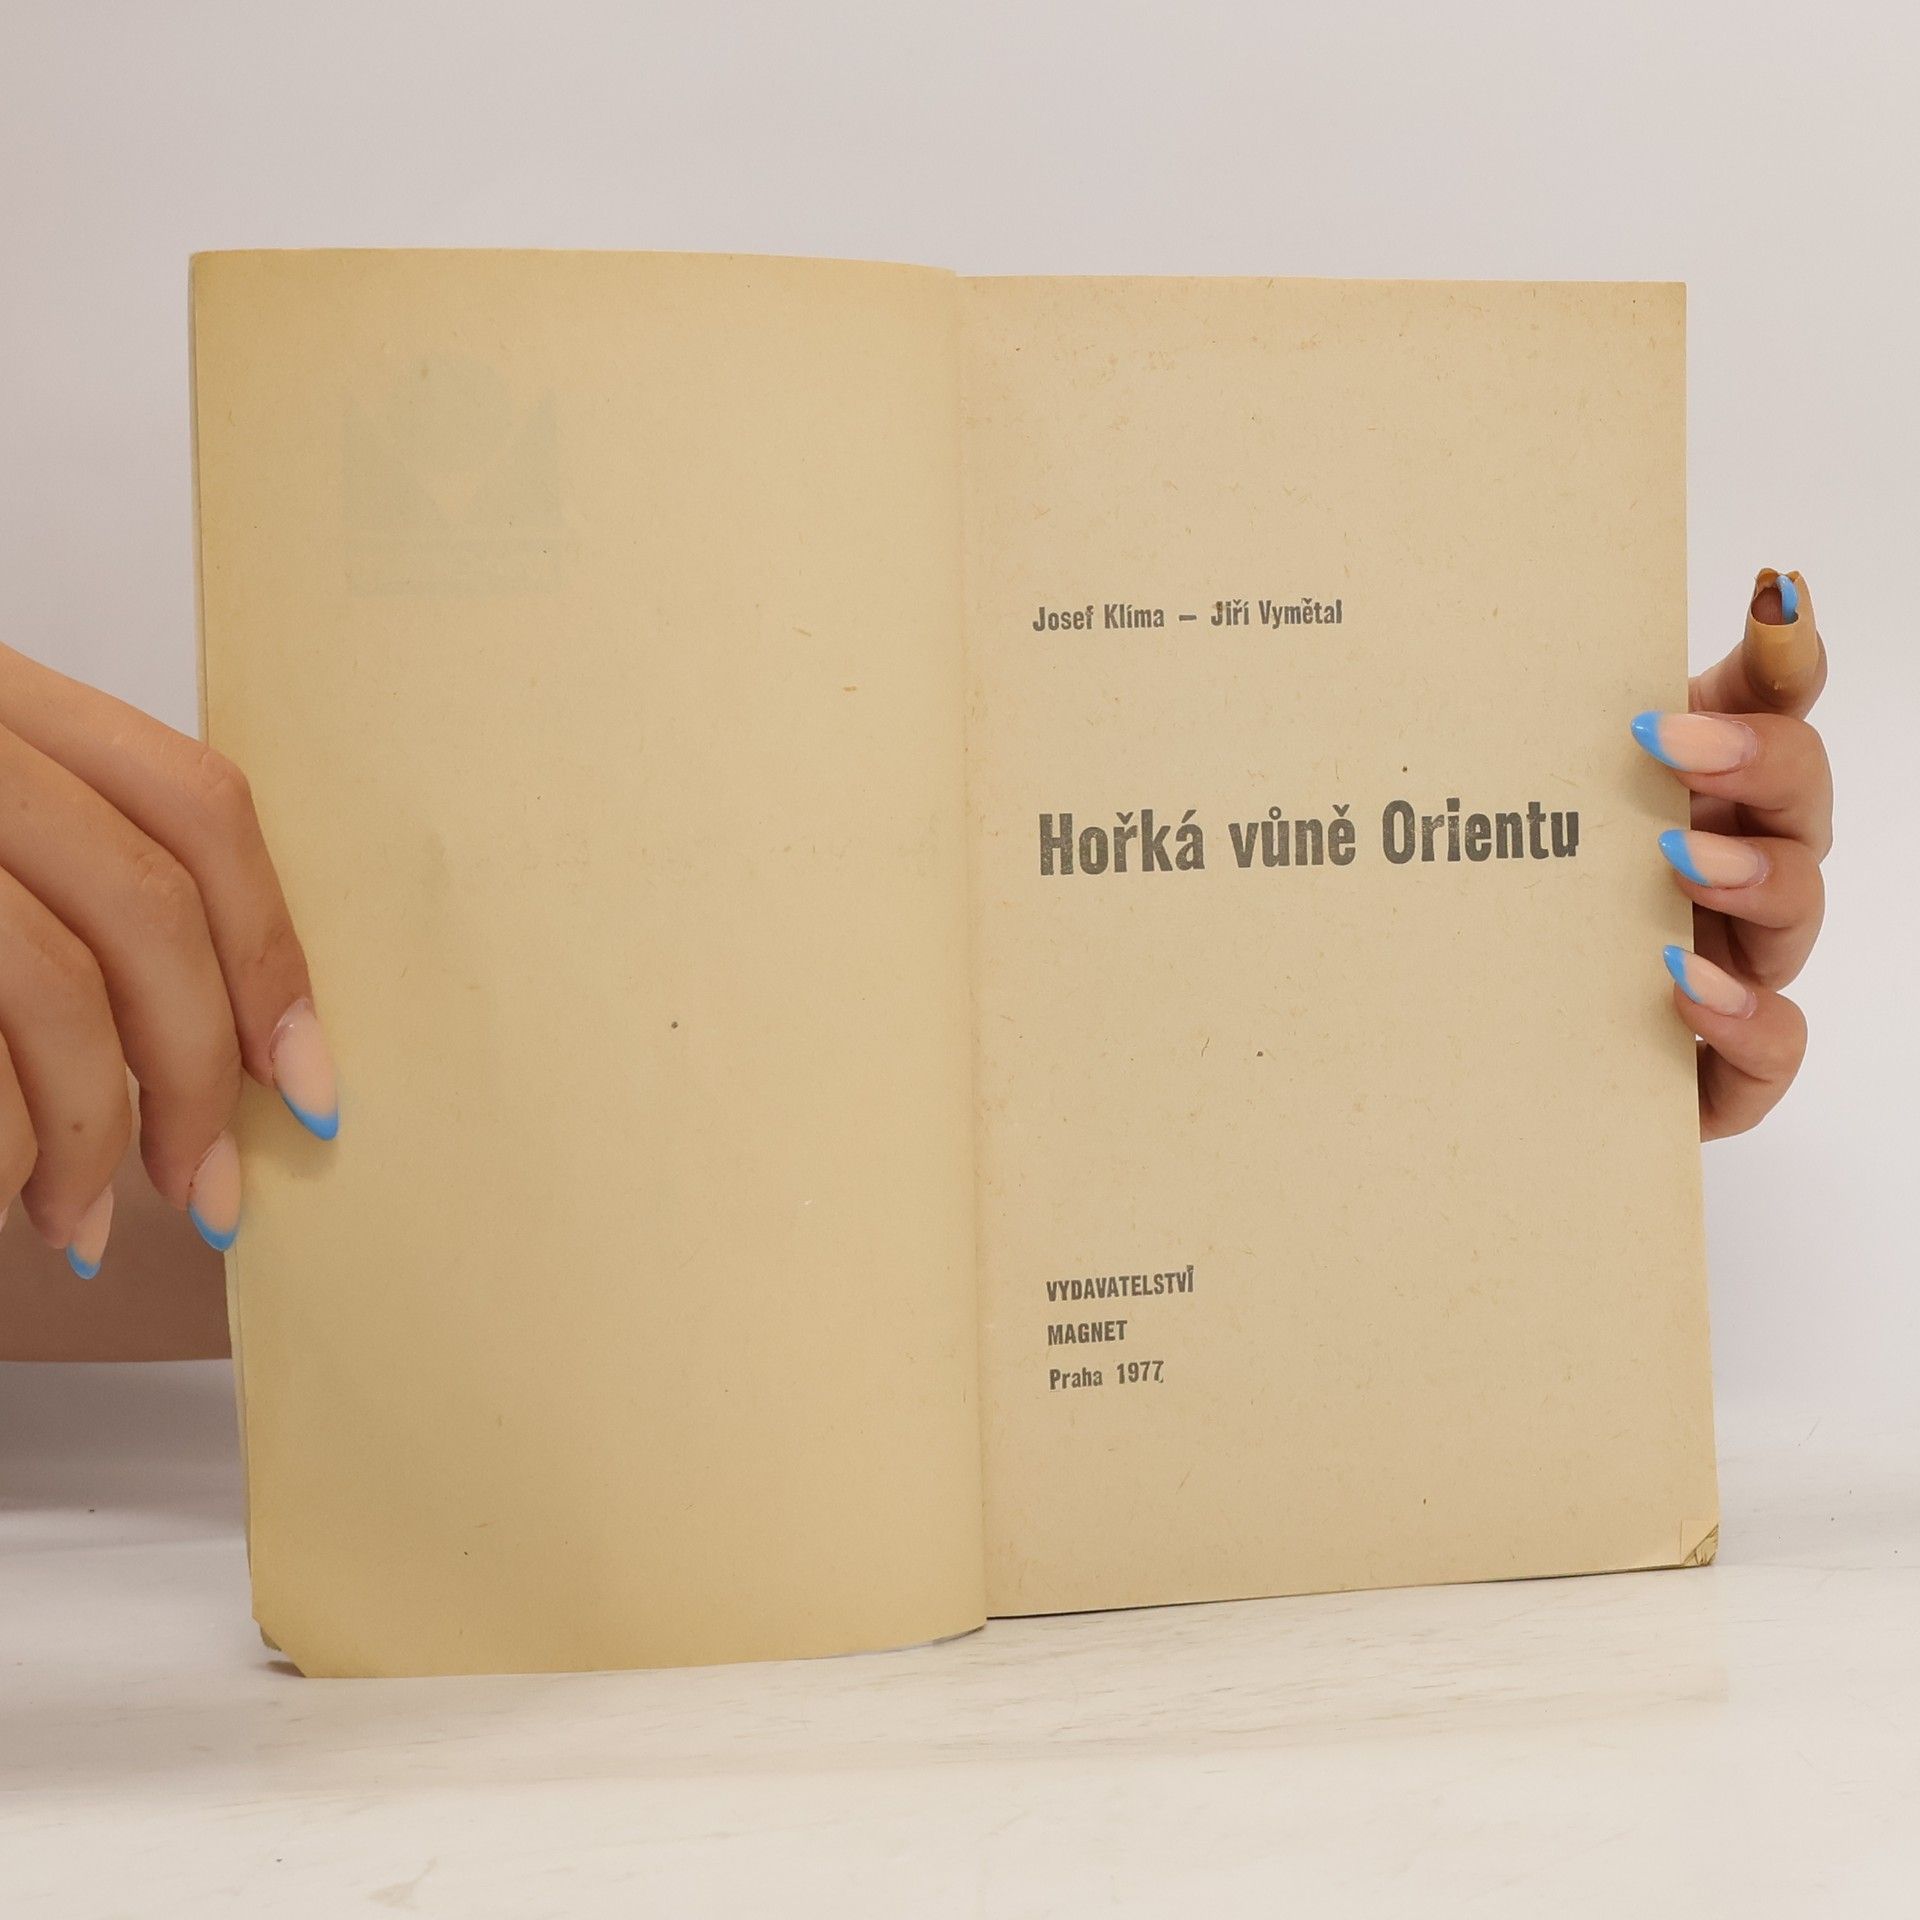 Josef Klíma — Jiří Vymětal
Hořká vůně Orientu
VYDAVATELSTVÍ
MAGNET
Praha 1977